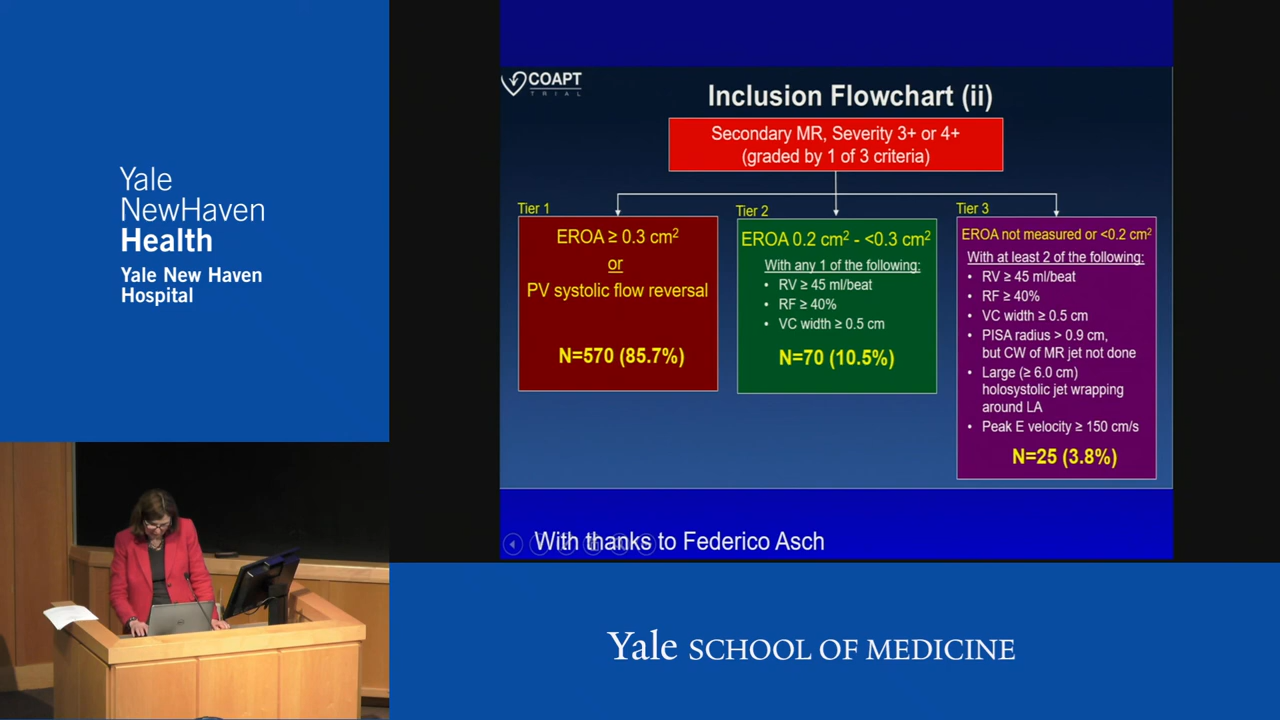 Yale
NewHaven
Health
Yale New Haven
Hospital
COAPT
TRIAL
Inclusion Flowchart (ii)
Secondary MR, Severity 3+ or 4+
(graded by 1 of 3 criteria)
Tier 1
EROA ≥ 0.3 cm²
or
PV systolic flow reversal
N=570 (85.7%)
Tier 2
EROA 0.2 cm² - <0.3 cm²
With any 1 of the following:
• RV ≥ 45 ml/beat
• RF ≥ 40%
• VC width ≥ 0.5 cm
N=70 (10.5%)
Tier 3
EROA not measured or <0.2 cm²
With at least 2 of the following:
• RV ≥ 45 ml/beat
• RF ≥ 40%
• VC width ≥ 0.5 cm
• PISA radius > 0.9 cm,
but CW of MR jet not done
• Large (≥ 6.0 cm)
holosystolic jet wrapping
around LA
• Peak E velocity ≥ 150 cm/s
N=25 (3.8%)
With thanks to Federico Asch
Yale SCHOOL OF MEDICINE